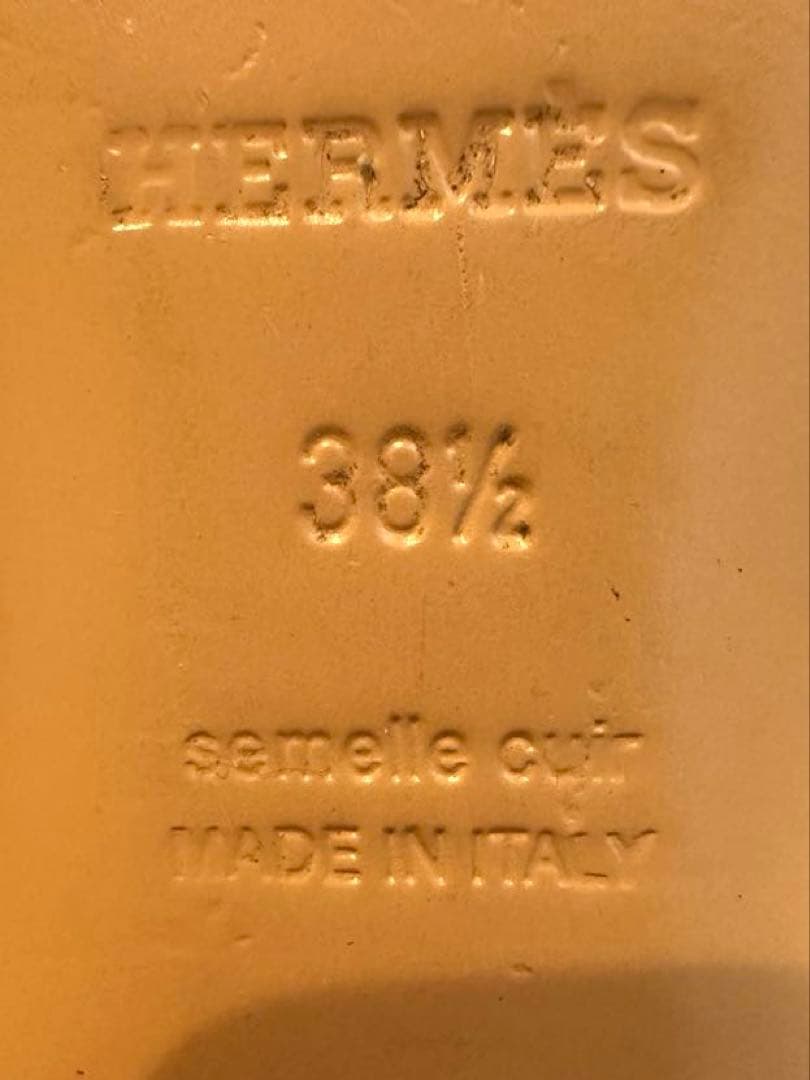 HERMÈS
38½
semelle cuir
MADE IN ITALY